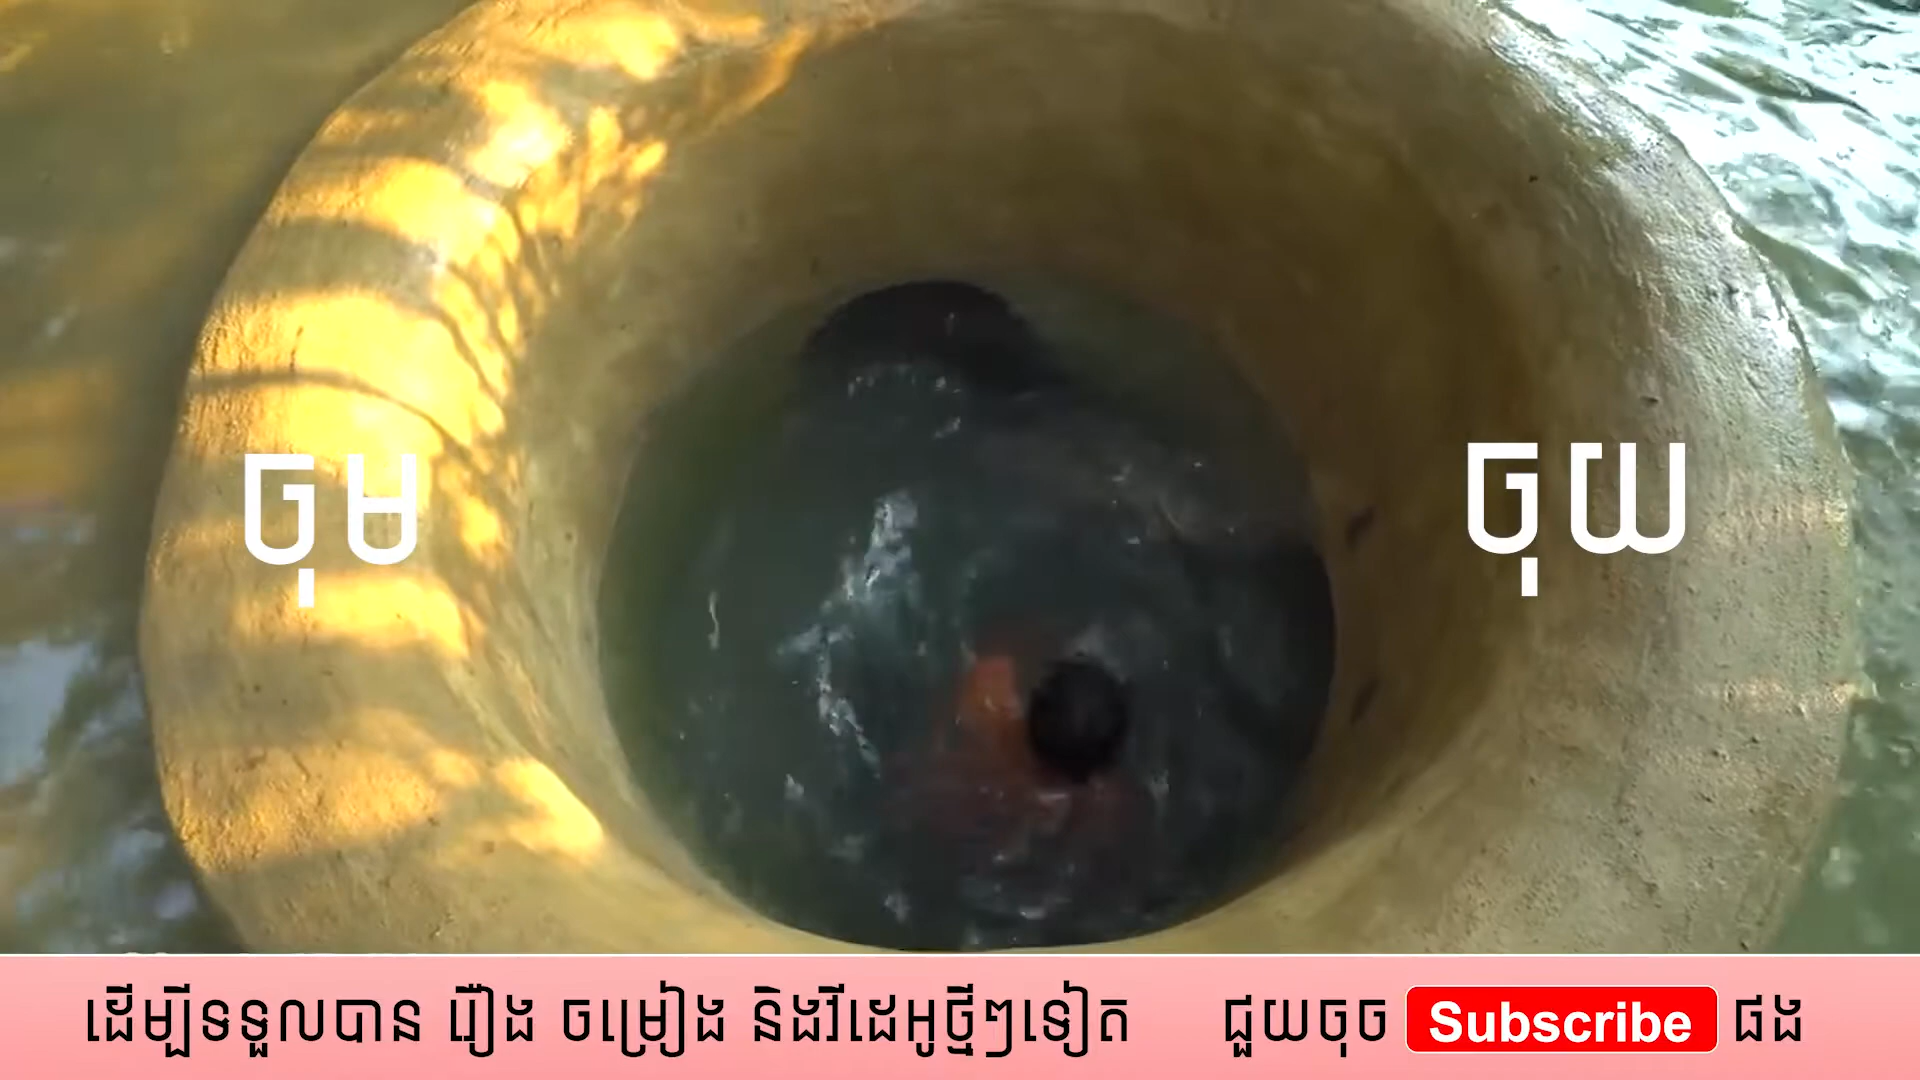 ចុម
ចុយ
ដើម្បីទទួលបាន រឿង ចម្រៀង និងវីដេអូថ្មីៗទៀត ជួយចុច Subscribe ផង